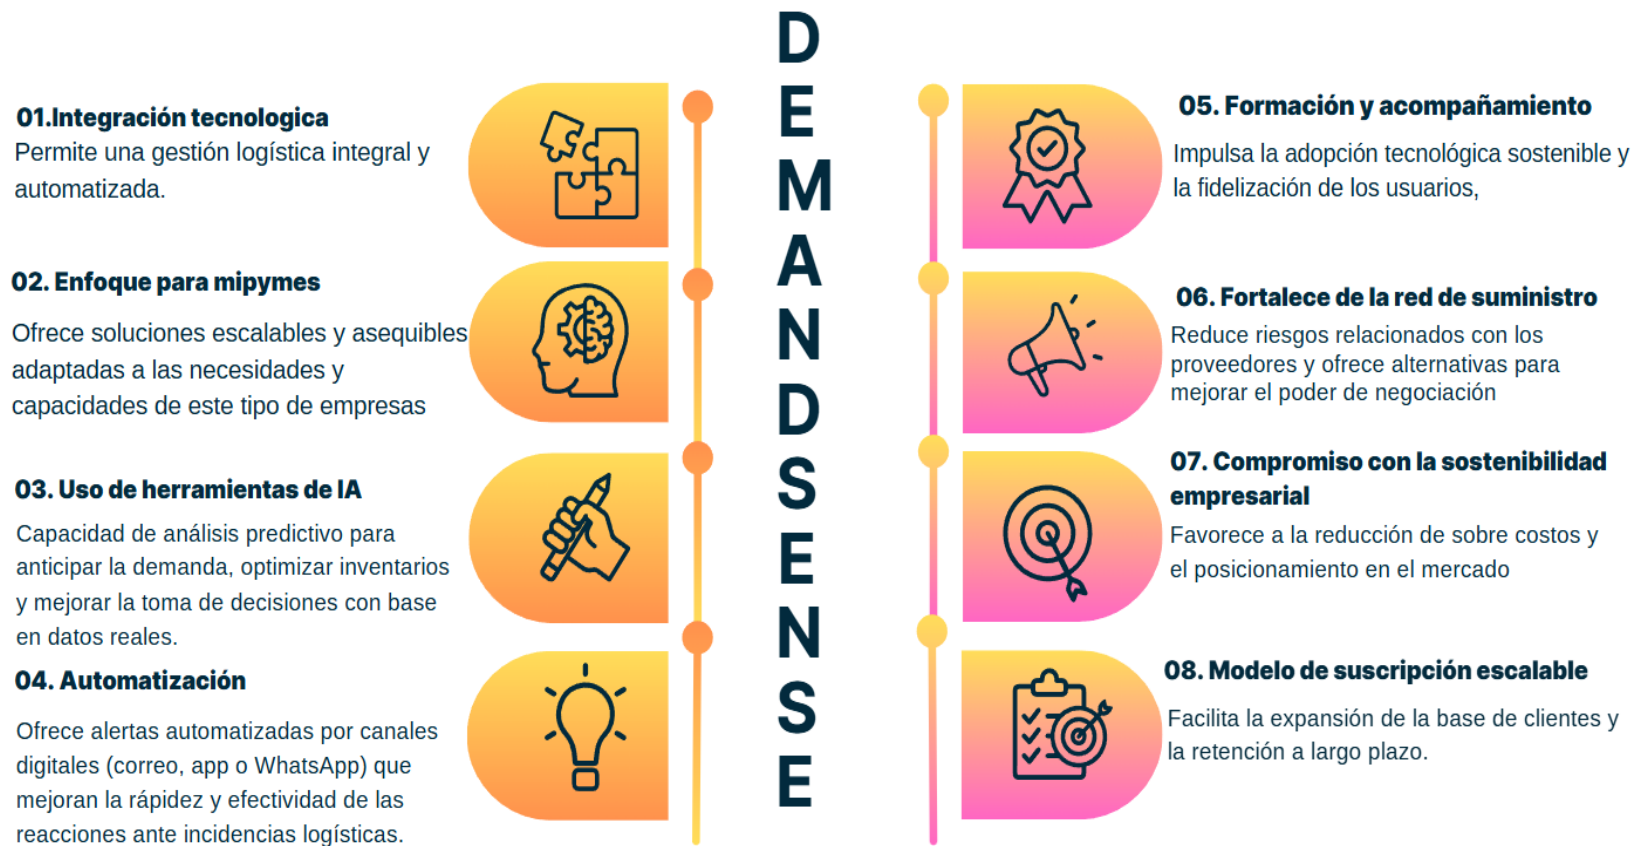 01.Integración tecnologica
Permite una gestión logística integral y
automatizada.
02. Enfoque para mipymes
Ofrece soluciones escalables y asequibles
adaptadas a las necesidades y
capacidades de este tipo de empresas
03. Uso de herramientas de IA
Capacidad de análisis predictivo para
anticipar la demanda, optimizar inventarios
y mejorar la toma de decisiones con base
en datos reales.
04. Automatización
Ofrece alertas automatizadas por canales
digitales (correo, app o WhatsApp) que
mejoran la rápidez y efectividad de las
reacciones ante incidencias logísticas.
D
E
M
A
N
D
S
E
N
S
E
05. Formación y acompañamiento
Impulsa la adopción tecnológica sostenible y
la fidelización de los usuarios,
06. Fortalece de la red de suministro
Reduce riesgos relacionados con los
proveedores y ofrece alternativas para
mejorar el poder de negociación
07. Compromiso con la sostenibilidad
empresarial
Favorece a la reducción de sobre costos y
el posicionamiento en el mercado
08. Modelo de suscripción escalable
Facilita la expansión de la base de clientes y
la retención a largo plazo.